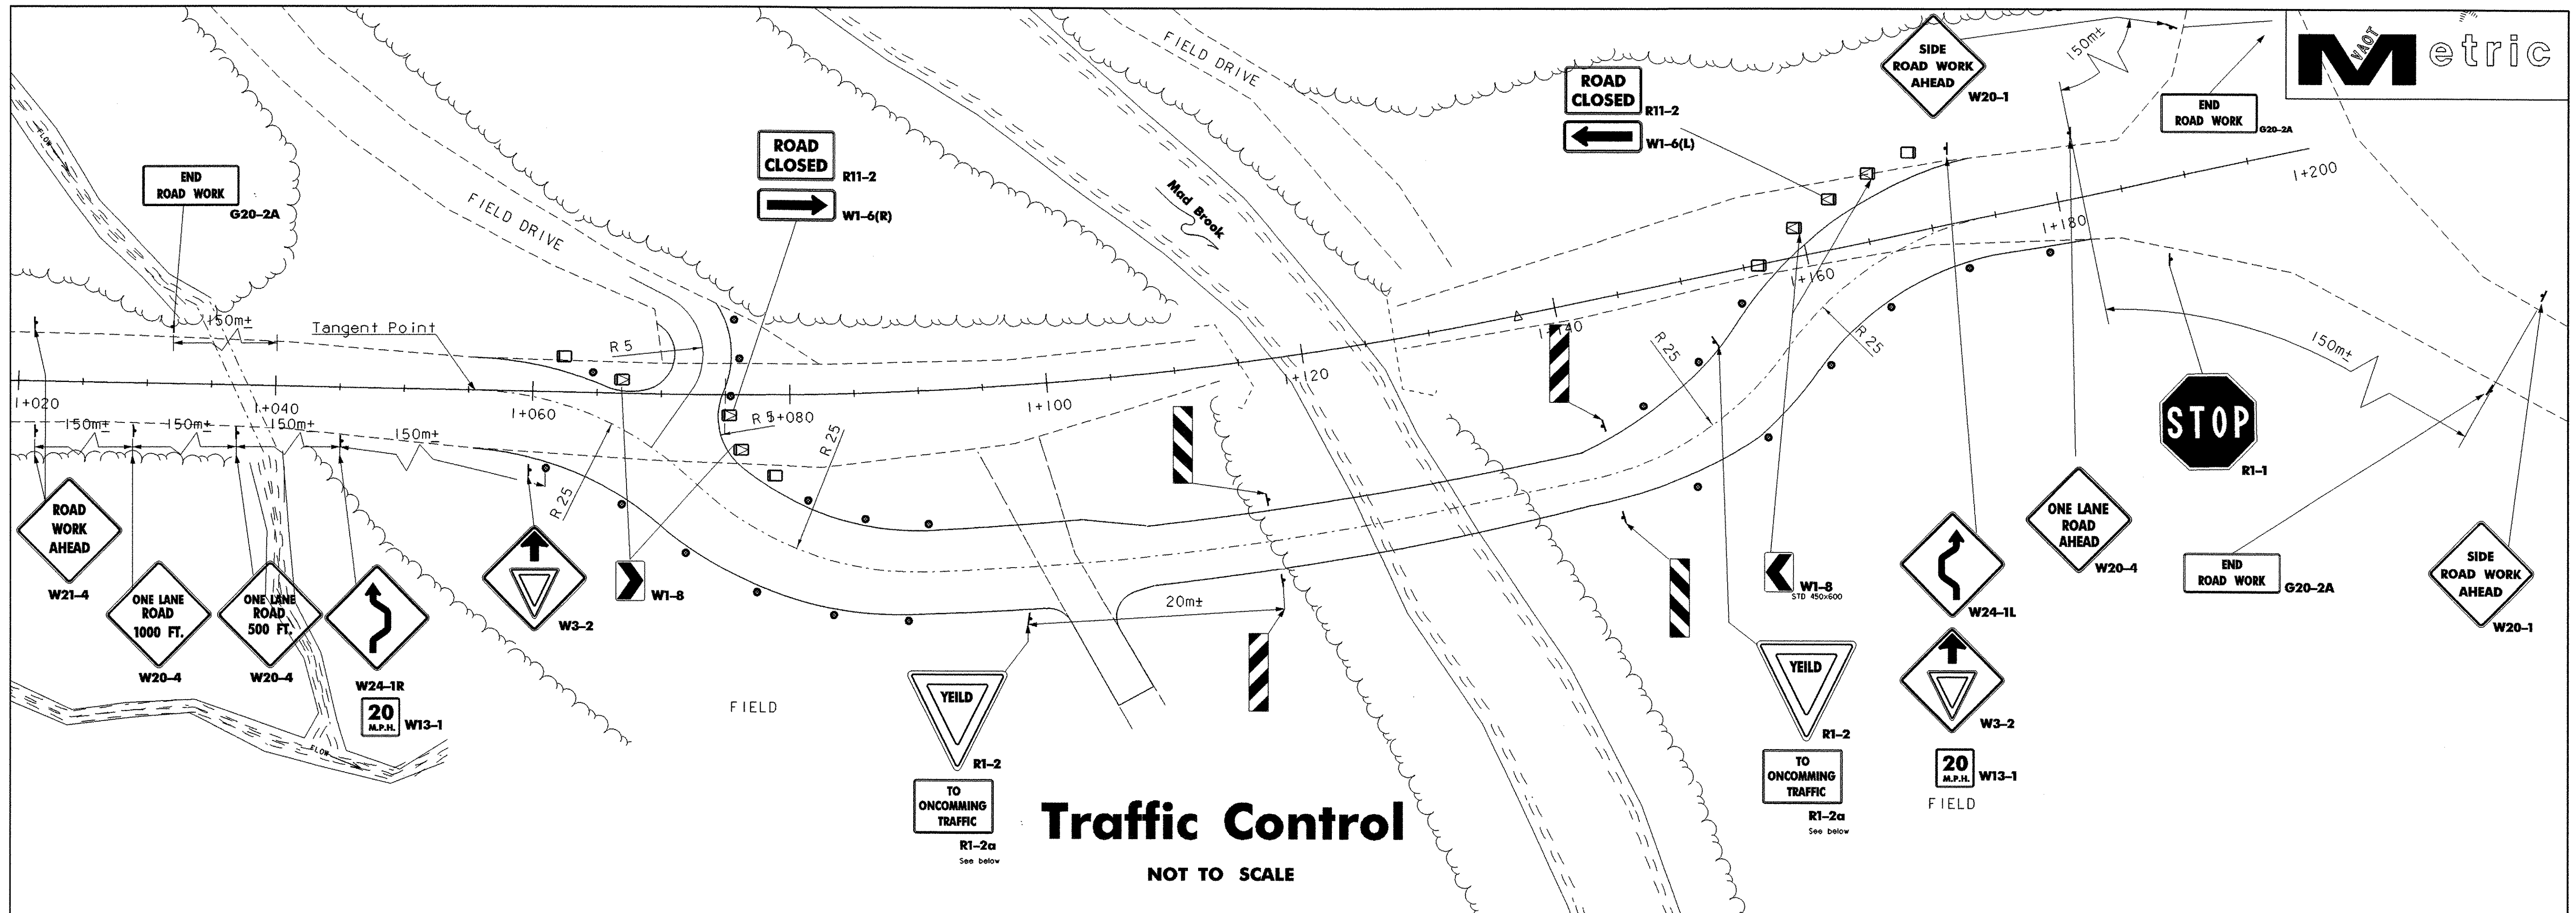 FIELD DRIVE
SIDE
ROAD WORK
AHEAD
W20-1
150m±
VAOT
Metric
ROAD
CLOSED
R11-2
W1-6(L)
END
ROAD WORK
G20-2A
FLOW
END
ROAD WORK
G20-2A
ROAD
CLOSED
R11-2
W1-6(R)
FIELD DRIVE
Mad Brook
1+200
1+180
1+160
1+140
1+120
1+100
1+080
1+060
1+040
1+020
150m±
Tangent Point
R 5
R 5
R 25
R 25
R 25
R 25
150m±
150m±
150m±
150m±
150m±
STOP
R1-1
ROAD
WORK
AHEAD
W21-4
ONE LANE
ROAD
1000 FT.
W20-4
ONE LANE
ROAD
500 FT.
W20-4
W24-1R
20
M.P.H.
W13-1
FLOW
W3-2
W1-8
20m±
FIELD
YEILD
R1-2
TO
ONCOMMING
TRAFFIC
R1-2a
See below
W1-8
STD 450x600
YEILD
R1-2
TO
ONCOMMING
TRAFFIC
R1-2a
See below
W24-1L
W3-2
20
M.P.H.
W13-1
FIELD
ONE LANE
ROAD
AHEAD
W20-4
END
ROAD WORK
G20-2A
SIDE
ROAD WORK
AHEAD
W20-1
Traffic Control
NOT TO SCALE